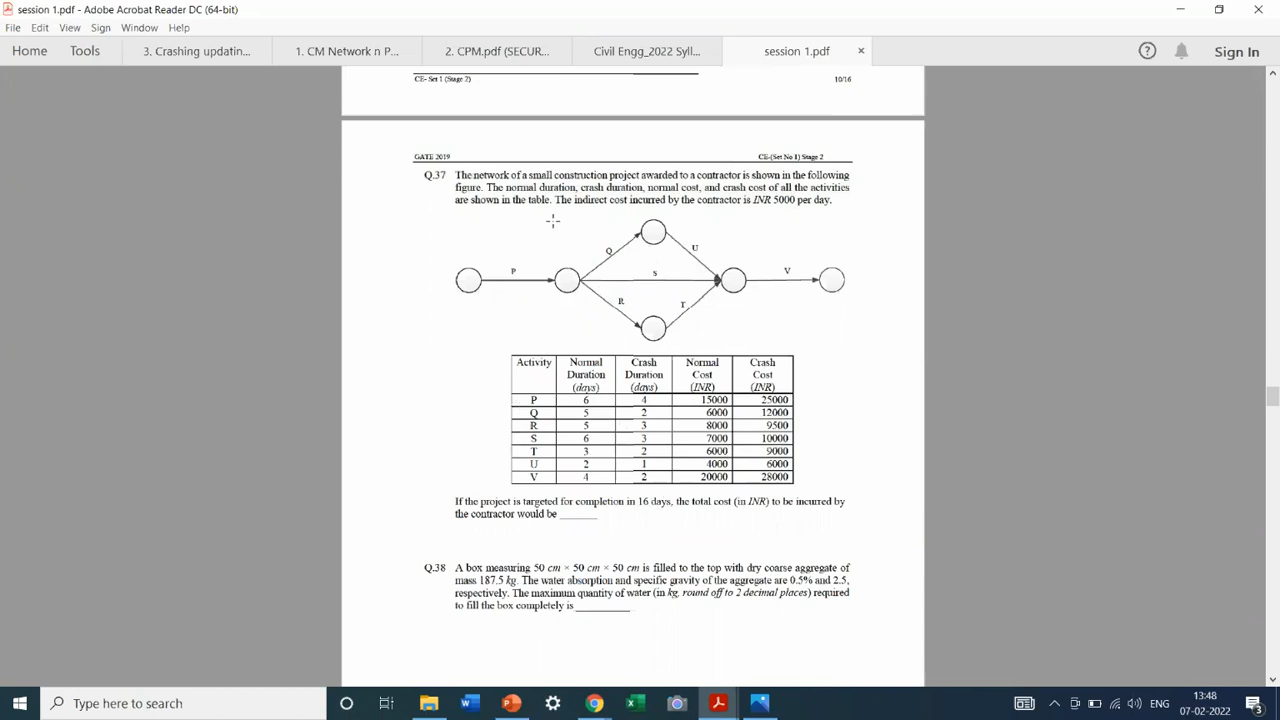 session 1.pdf - Adobe Acrobat Reader DC (64-bit)
File Edit View Sign Window Help
Home Tools 3. Crashing updatin... 1. CM Network n P... 2. CPM.pdf (SECUR... Civil Engg_2022 Syll... session 1.pdf × Sign In
CE- Set 1 (Stage 2) 10/16
GATE 2019 CE-(Set No 1) Stage 2
Q.37 The network of a small construction project awarded to a contractor is shown in the following
figure. The normal duration, crash duration, normal cost, and crash cost of all the activities
are shown in the table. The indirect cost incurred by the contractor is INR 5000 per day.
Q U
P S V
R T
Activity Normal Duration (days) Crash Duration (days) Normal Cost (INR) Crash Cost (INR)
P 6 4 15000 25000
Q 5 2 6000 12000
R 5 3 8000 9500
S 6 3 7000 10000
T 3 2 6000 9000
U 2 1 4000 6000
V 4 2 20000 28000
If the project is targeted for completion in 16 days, the total cost (in INR) to be incurred by
the contractor would be ______
Q.38 A box measuring 50 cm × 50 cm × 50 cm is filled to the top with dry coarse aggregate of
mass 187.5 kg. The water absorption and specific gravity of the aggregate are 0.5% and 2.5,
respectively. The maximum quantity of water (in kg, round off to 2 decimal places) required
to fill the box completely is ________
Type here to search
ENG
13:48
07-02-2022
3